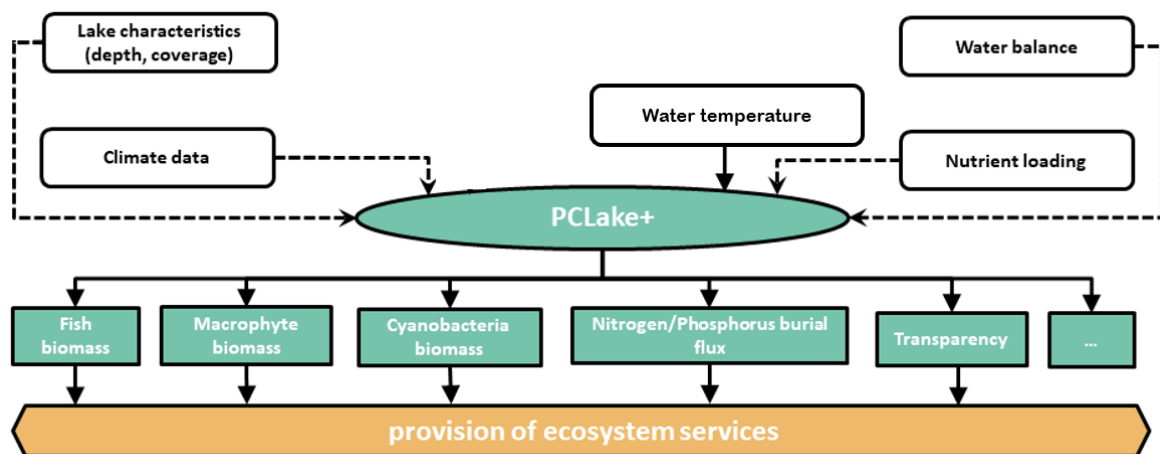 Lake characteristics
(depth, coverage)
Water balance
Water temperature
Climate data
Nutrient loading
PCLake+
Fish
biomass
Macrophyte
biomass
Cyanobacteria
biomass
Nitrogen/Phosphorus burial
flux
Transparency
...
provision of ecosystem services